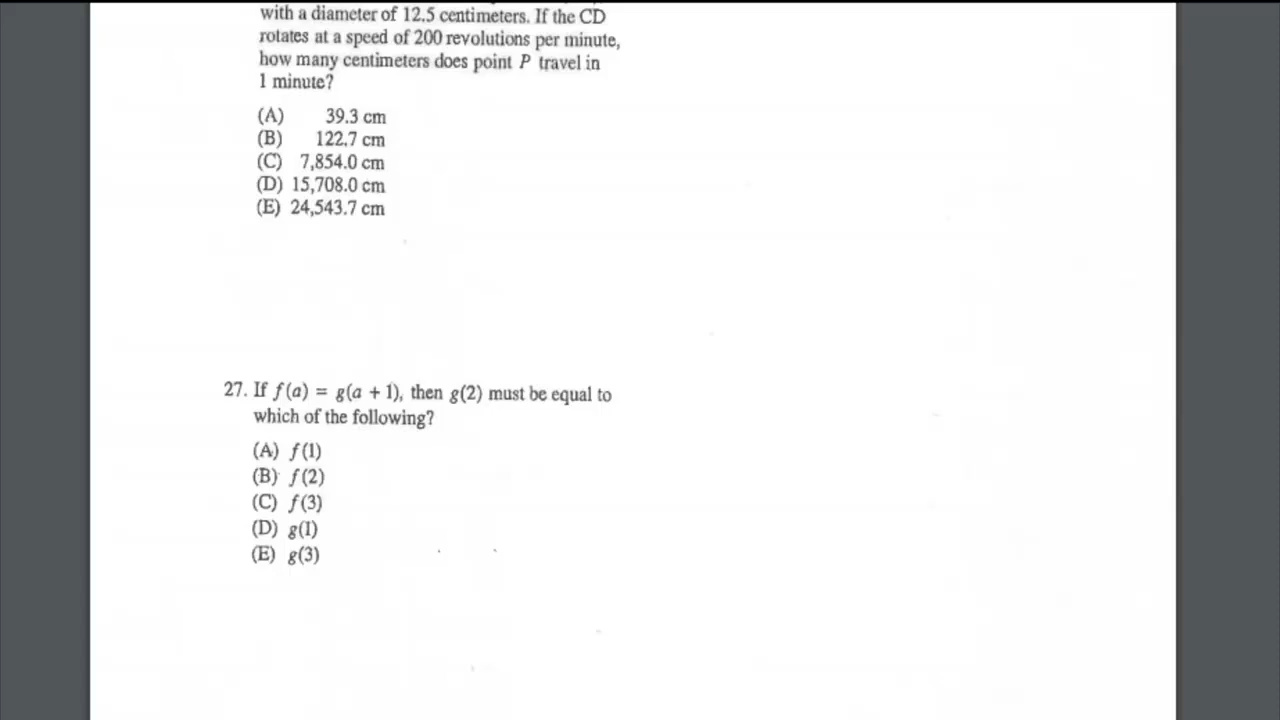 with a diameter of 12.5 centimeters. If the CD
rotates at a speed of 200 revolutions per minute,
how many centimeters does point P travel in
1 minute?
(A) 39.3 cm
(B) 122.7 cm
(C) 7,854.0 cm
(D) 15,708.0 cm
(E) 24,543.7 cm
27. If f(a) = g(a + 1), then g(2) must be equal to
which of the following?
(A) f(1)
(B) f(2)
(C) f(3)
(D) g(1)
(E) g(3)